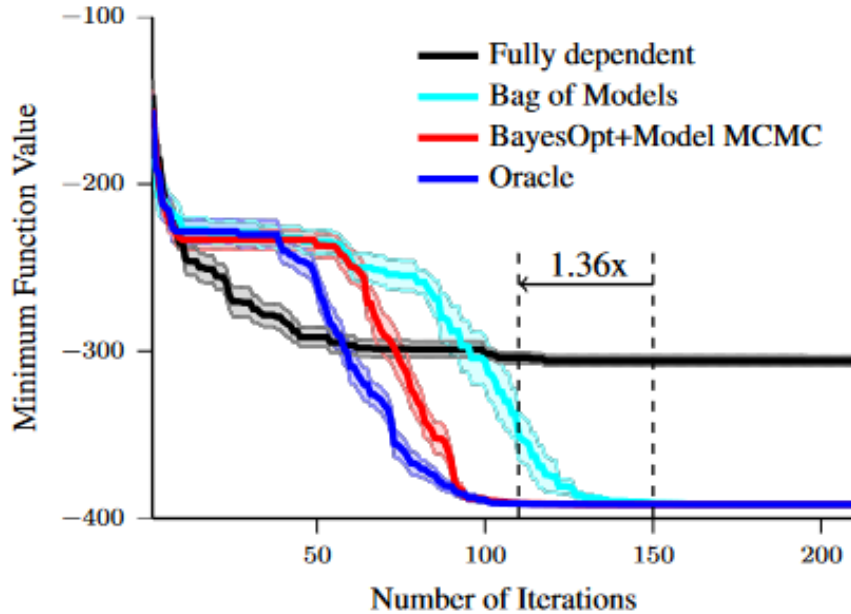 −100
Fully dependent
Bag of Models
BayesOpt+Model MCMC
Oracle
−200
1.36x
−300
−400
50
100
150
200
Minimum Function Value
Number of Iterations